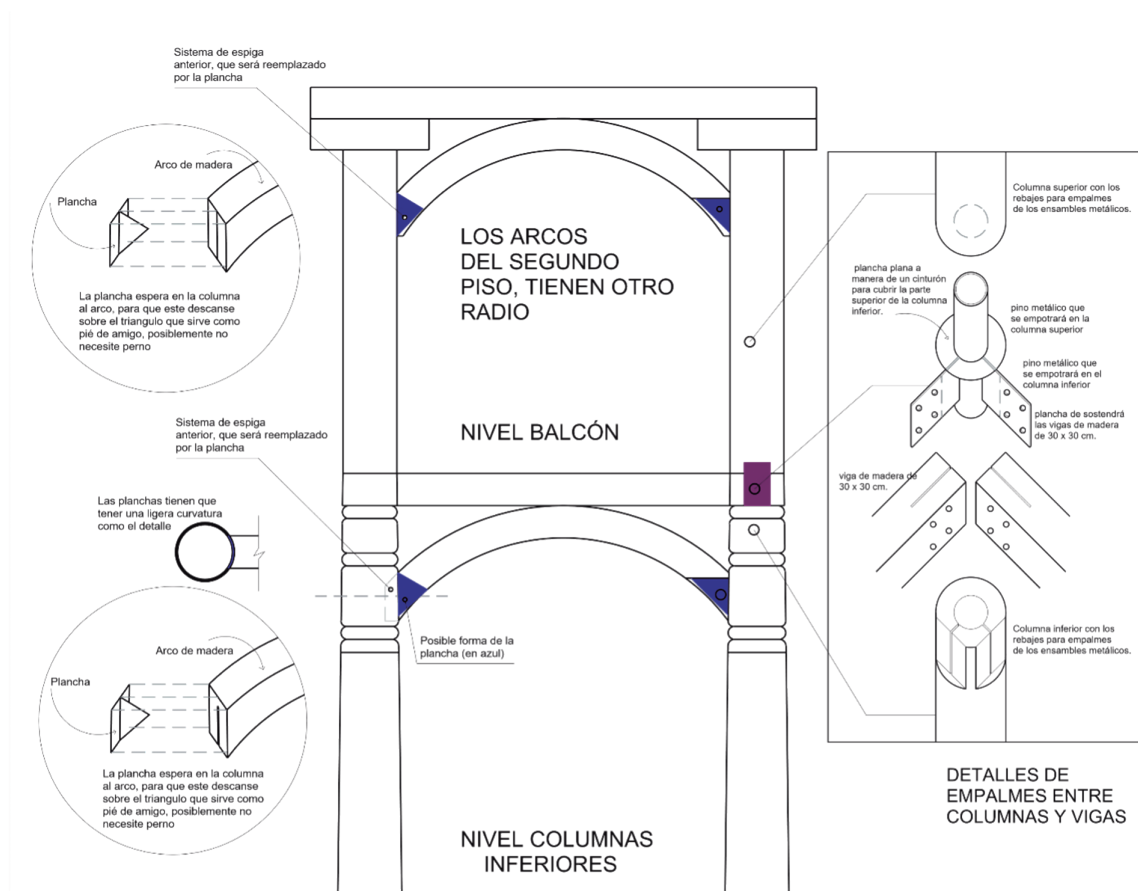 Sistema de espiga
anterior, que será reemplazado
por la plancha
Arco de madera
Plancha
La plancha espera en la columna
al arco, para que este descanse
sobre el triangulo que sirve como
pié de amigo, posiblemente no
necesite perno
LOS ARCOS
DEL SEGUNDO
PISO, TIENEN OTRO
RADIO
NIVEL BALCÓN
Sistema de espiga
anterior, que será reemplazado
por la plancha
Las planchas tienen que
tener una ligera curvatura
como el detalle
Posible forma de la
plancha (en azul)
Arco de madera
Plancha
La plancha espera en la columna
al arco, para que este descanse
sobre el triangulo que sirve como
pié de amigo, posiblemente no
necesite perno
NIVEL COLUMNAS
INFERIORES
Columna superior con los
rebajes para empalmes
de los ensambles metálicos.
plancha plana a
manera de un cinturón
para cubrir la parte
superior de la columna
inferior.
pino metálico que
se empotrará en la
columna superior
pino metálico que
se empotrará en el
columna inferior
plancha de sostendrá
las vigas de madera
de 30 x 30 cm.
viga de madera de
30 x 30 cm.
Columna inferior con los
rebajes para empalmes
de los ensambles metálicos.
DETALLES DE
EMPALMES ENTRE
COLUMNAS Y VIGAS